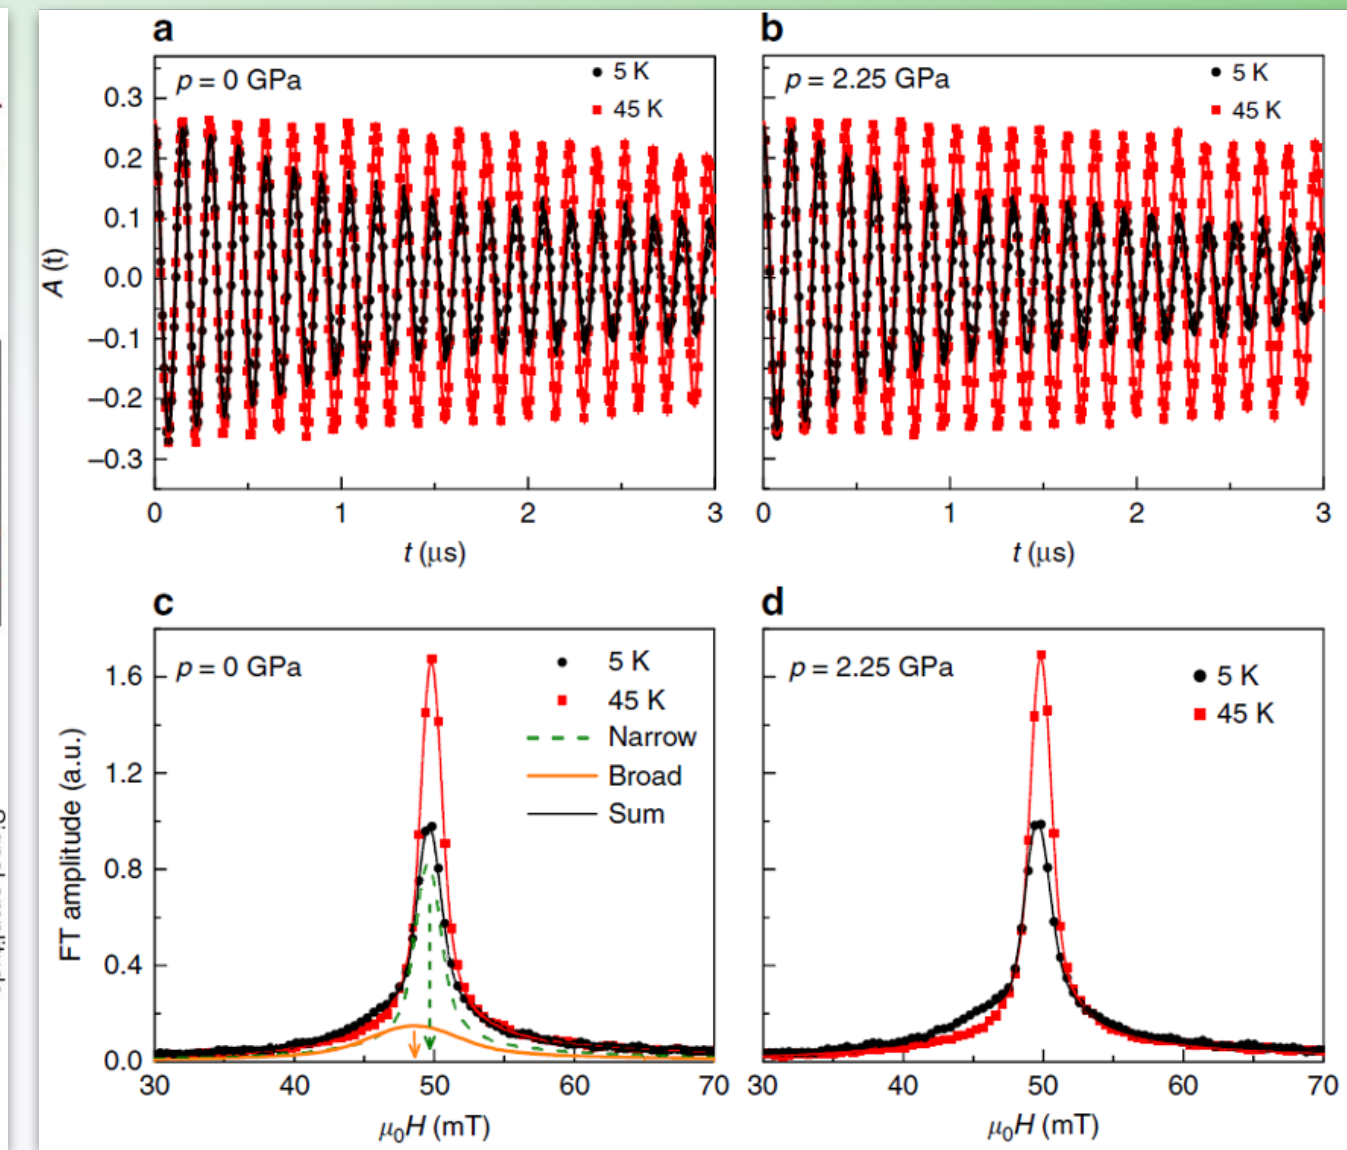 a
p = 0 GPa
5 K
45 K
A (t)
0.3
0.2
0.1
0.0
–0.1
–0.2
–0.3
0
1
2
3
t (μs)
b
p = 2.25 GPa
5 K
45 K
0
1
2
3
t (μs)
c
p = 0 GPa
5 K
45 K
Narrow
Broad
Sum
FT amplitude (a.u.)
1.6
1.2
0.8
0.4
0.0
30
40
50
60
70
μ0H (mT)
d
p = 2.25 GPa
5 K
45 K
30
40
50
60
70
μ0H (mT)